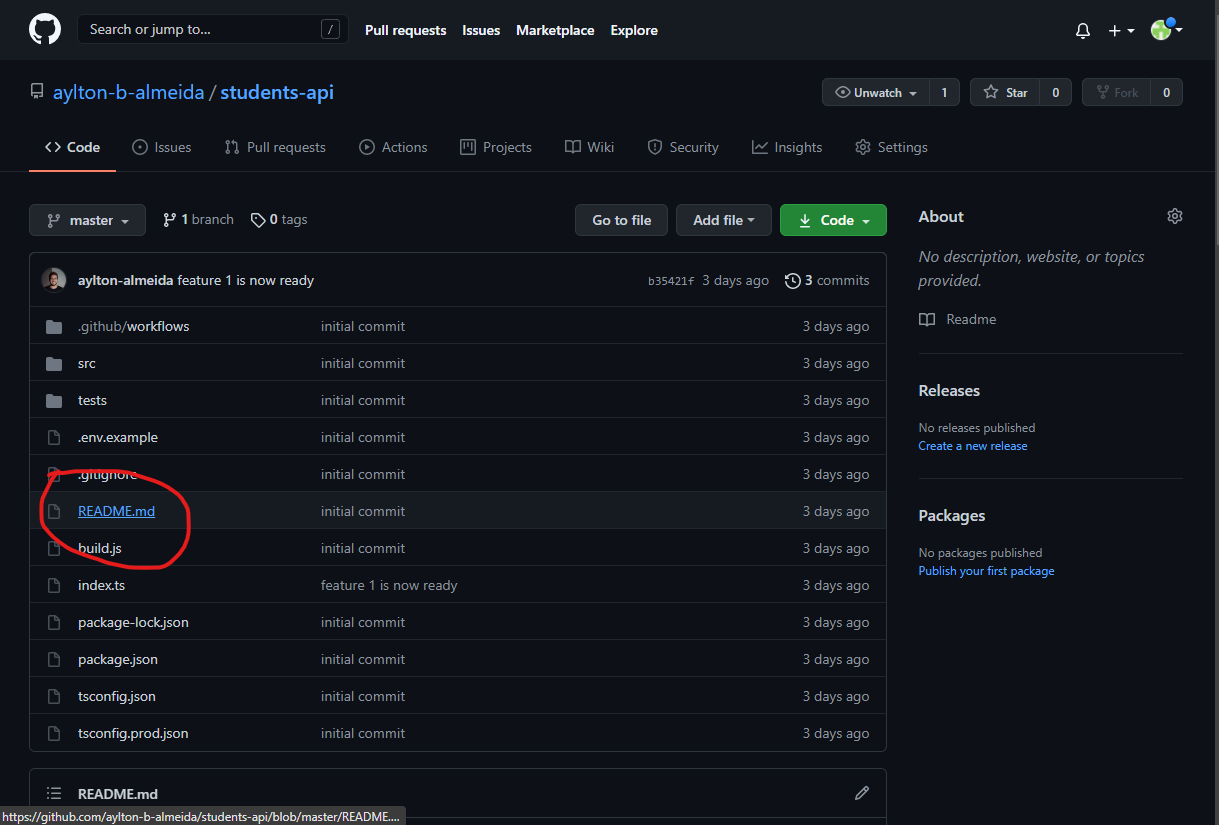 Search or jump to... / Pull requests Issues Marketplace Explore
aylton-b-almeida / students-api Unwatch 1 Star 0 Fork 0
Code Issues Pull requests Actions Projects Wiki Security Insights Settings
master 1 branch 0 tags Go to file Add file Code
aylton-almeida feature 1 is now ready b35421f 3 days ago 3 commits
.github/workflows initial commit 3 days ago
src initial commit 3 days ago
tests initial commit 3 days ago
.env.example initial commit 3 days ago
.gitignore initial commit 3 days ago
README.md initial commit 3 days ago
build.js initial commit 3 days ago
index.ts feature 1 is now ready 3 days ago
package-lock.json initial commit 3 days ago
package.json initial commit 3 days ago
tsconfig.json initial commit 3 days ago
tsconfig.prod.json initial commit 3 days ago
README.md
About
No description, website, or topics
provided.
Readme
Releases
No releases published
Create a new release
Packages
No packages published
Publish your first package
https://github.com/aylton-b-almeida/students-api/blob/master/README....